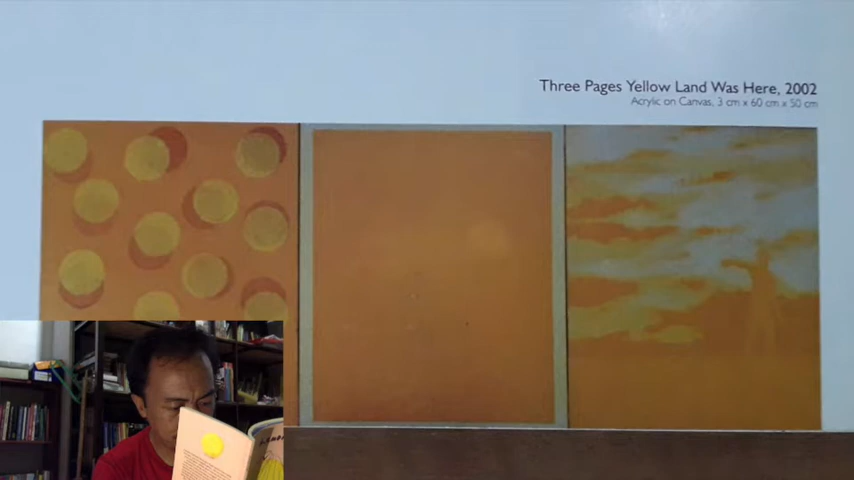 Three Pages Yellow Land Was Here, 2002
Acrylic on Canvas, 3 cm x 60 cm x 50 cm